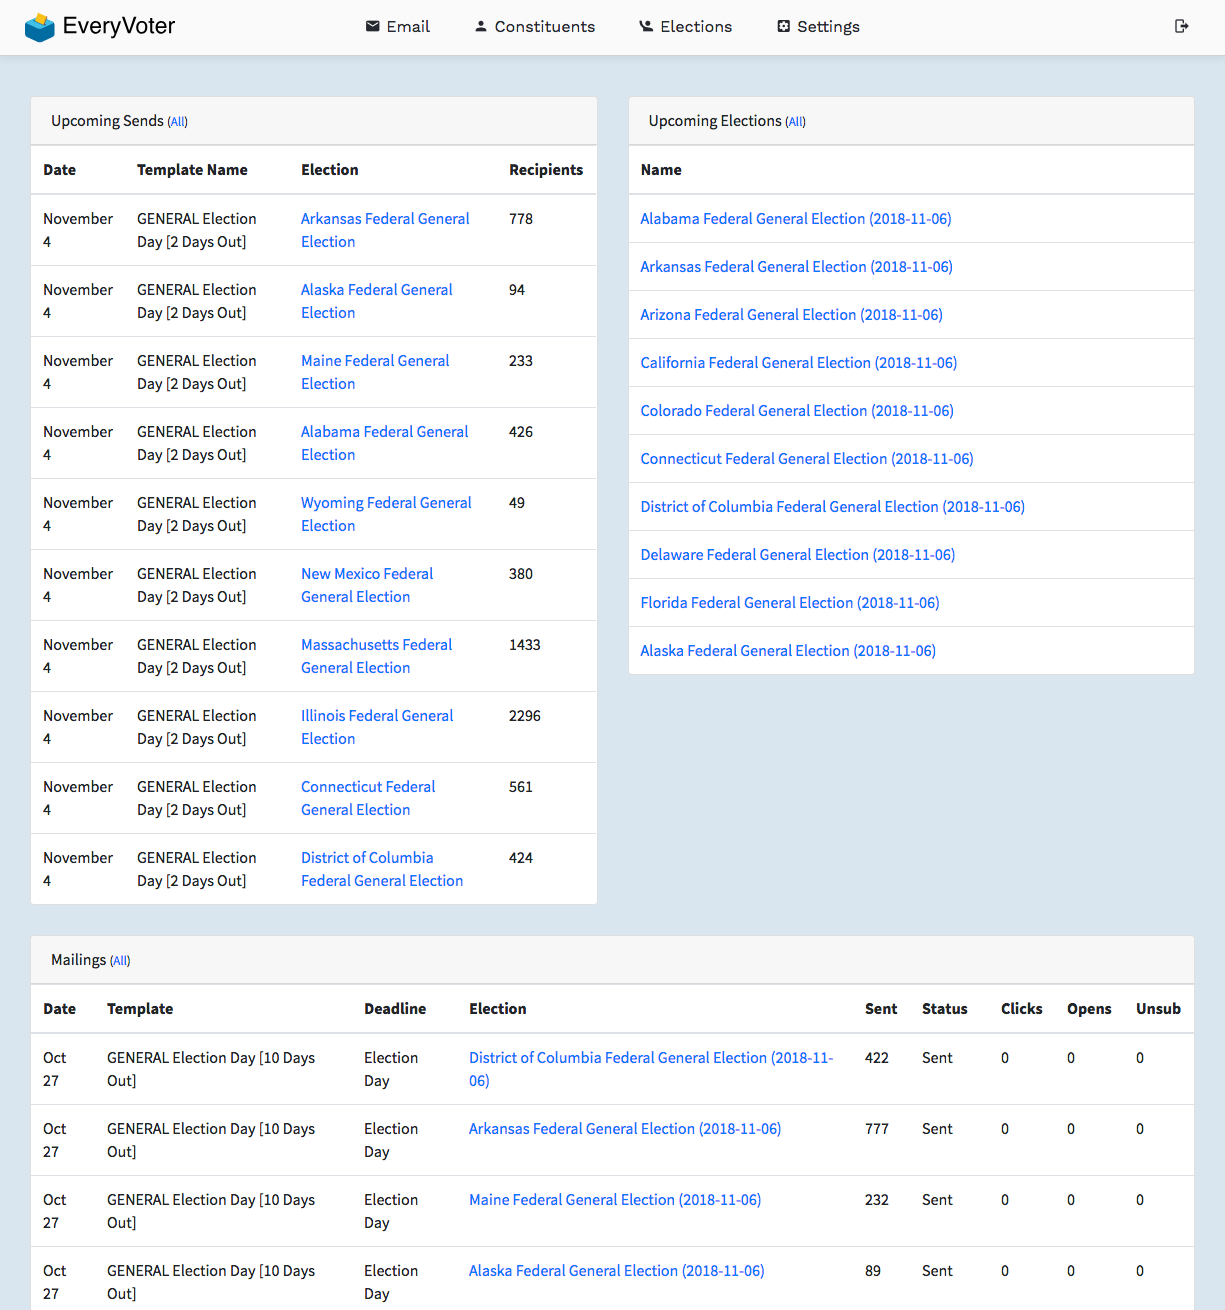 EveryVoter
Email
Constituents
Elections
Settings
Upcoming Sends (All)
Date Template Name Election Recipients
November GENERAL Election Arkansas Federal General 778
4 Day [2 Days Out] Election
November GENERAL Election Alaska Federal General 94
4 Day [2 Days Out] Election
November GENERAL Election Maine Federal General 233
4 Day [2 Days Out] Election
November GENERAL Election Alabama Federal General 426
4 Day [2 Days Out] Election
November GENERAL Election Wyoming Federal General 49
4 Day [2 Days Out] Election
November GENERAL Election New Mexico Federal 380
4 Day [2 Days Out] General Election
November GENERAL Election Massachusetts Federal 1433
4 Day [2 Days Out] General Election
November GENERAL Election Illinois Federal General 2296
4 Day [2 Days Out] Election
November GENERAL Election Connecticut Federal 561
4 Day [2 Days Out] General Election
November GENERAL Election District of Columbia 424
4 Day [2 Days Out] Federal General Election
Upcoming Elections (All)
Name
Alabama Federal General Election (2018-11-06)
Arkansas Federal General Election (2018-11-06)
Arizona Federal General Election (2018-11-06)
California Federal General Election (2018-11-06)
Colorado Federal General Election (2018-11-06)
Connecticut Federal General Election (2018-11-06)
District of Columbia Federal General Election (2018-11-06)
Delaware Federal General Election (2018-11-06)
Florida Federal General Election (2018-11-06)
Alaska Federal General Election (2018-11-06)
Mailings (All)
Date Template Deadline Election Sent Status Clicks Opens Unsub
Oct GENERAL Election Day [10 Days Election District of Columbia Federal General Election (2018-11- 422 Sent 0 0 0
27 Out] Day 06)
Oct GENERAL Election Day [10 Days Election Arkansas Federal General Election (2018-11-06) 777 Sent 0 0 0
27 Out] Day
Oct GENERAL Election Day [10 Days Election Maine Federal General Election (2018-11-06) 232 Sent 0 0 0
27 Out] Day
Oct GENERAL Election Day [10 Days Election Alaska Federal General Election (2018-11-06) 89 Sent 0 0 0
27 Out] Day